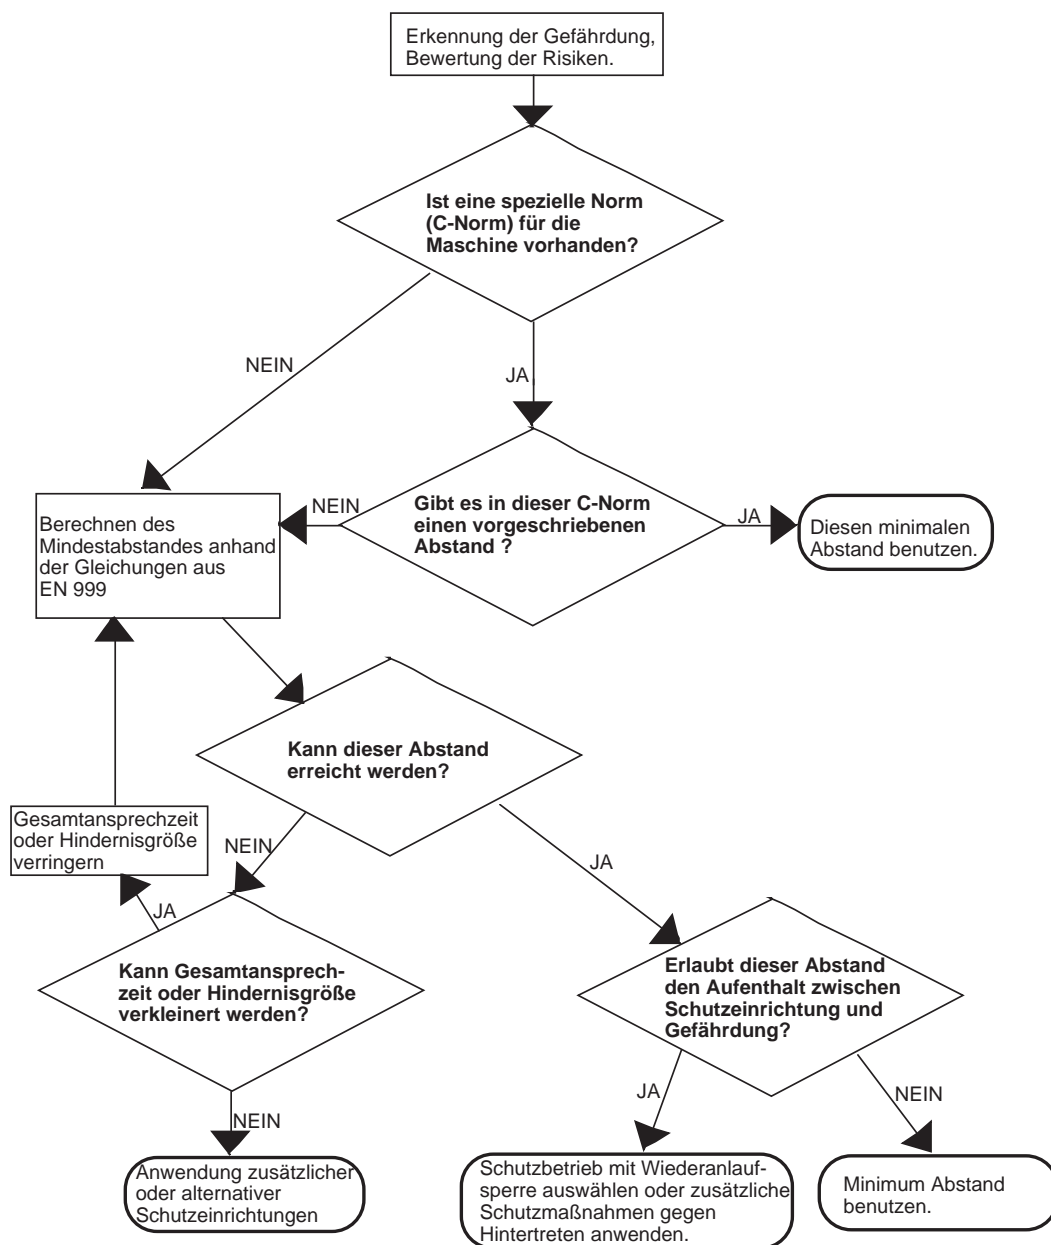 Erkennung der Gefährdung,
Bewertung der Risiken.
Ist eine spezielle Norm
(C-Norm) für die
Maschine vorhanden?
NEIN
JA
Gibt es in dieser C-Norm
einen vorgeschriebenen
Abstand ?
NEIN
JA
Diesen minimalen
Abstand benutzen.
Berechnen des
Mindestabstandes anhand
der Gleichungen aus
EN 999
Kann dieser Abstand
erreicht werden?
Gesamtansprechzeit
oder Hindernisgröße
verringern
NEIN
JA
JA
Kann Gesamtansprech-
zeit oder Hindernisgröße
verkleinert werden?
Erlaubt dieser Abstand
den Aufenthalt zwischen
Schutzeinrichtung und
Gefährdung?
NEIN
JA
NEIN
Anwendung zusätzlicher
oder alternativer
Schutzeinrichtungen
Schutzbetrieb mit Wiederanlauf-
sperre auswählen oder zusätzliche
Schutzmaßnahmen gegen
Hintertreten anwenden.
Minimum Abstand
benutzen.